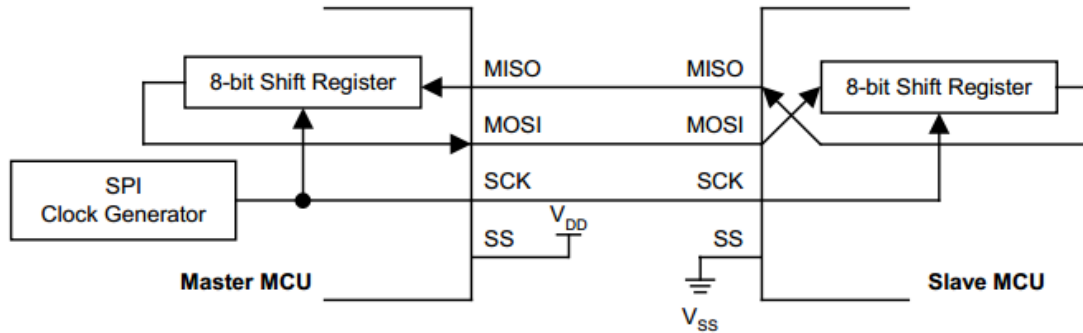 8-bit Shift Register
MISO
MISO
8-bit Shift Register
MOSI
MOSI
SPI
Clock Generator
SCK
SCK
VDD
SS
SS
Master MCU
Slave MCU
VSS